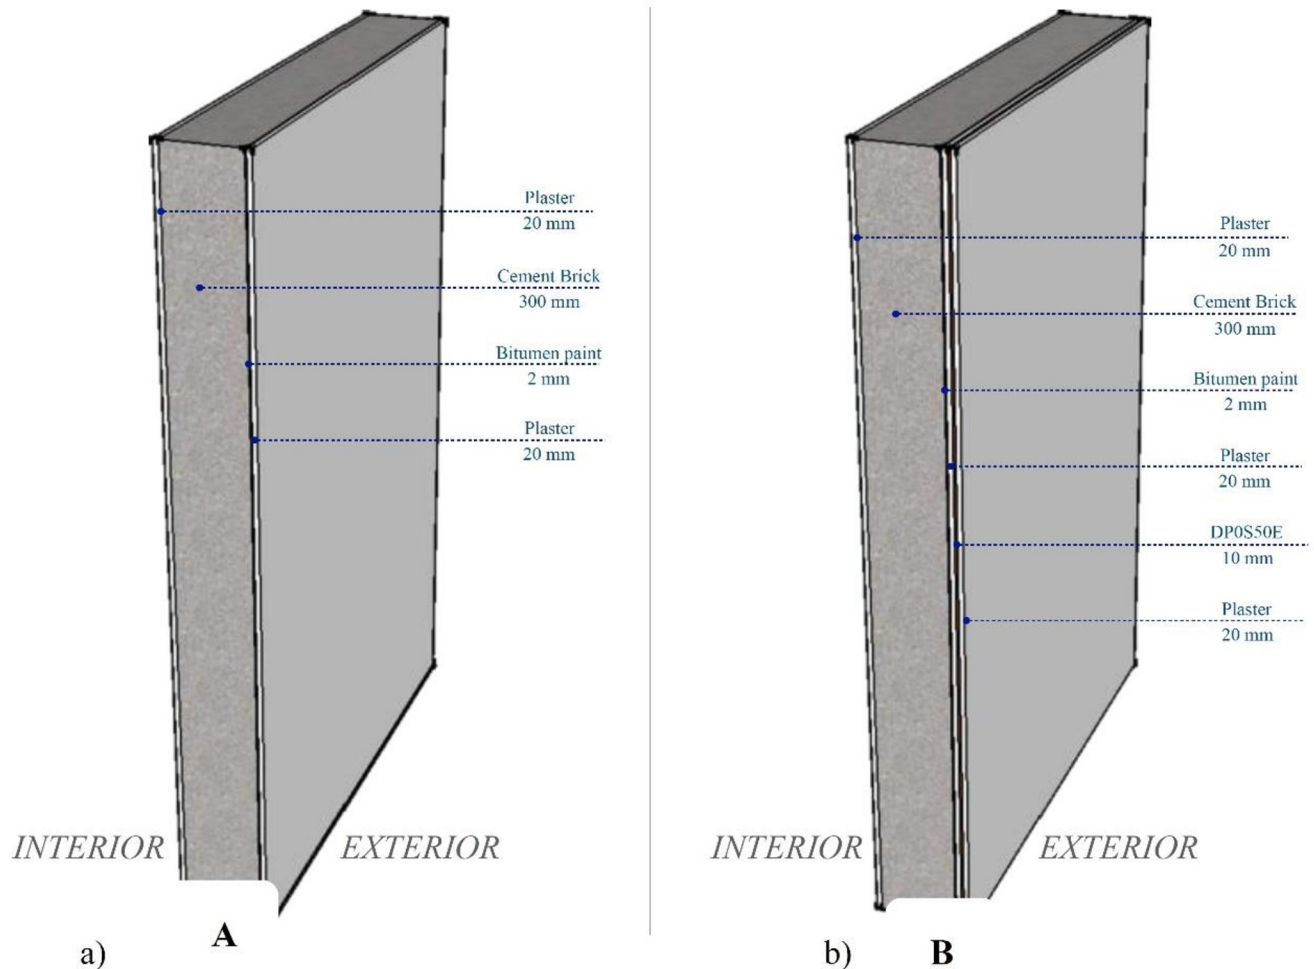 Plaster
20 mm
Cement Brick
300 mm
Bitumen paint
2 mm
Plaster
20 mm
INTERIOR
EXTERIOR
a)
A
Plaster
20 mm
Cement Brick
300 mm
Bitumen paint
2 mm
Plaster
20 mm
DP0S50E
10 mm
Plaster
20 mm
INTERIOR
EXTERIOR
b)
B